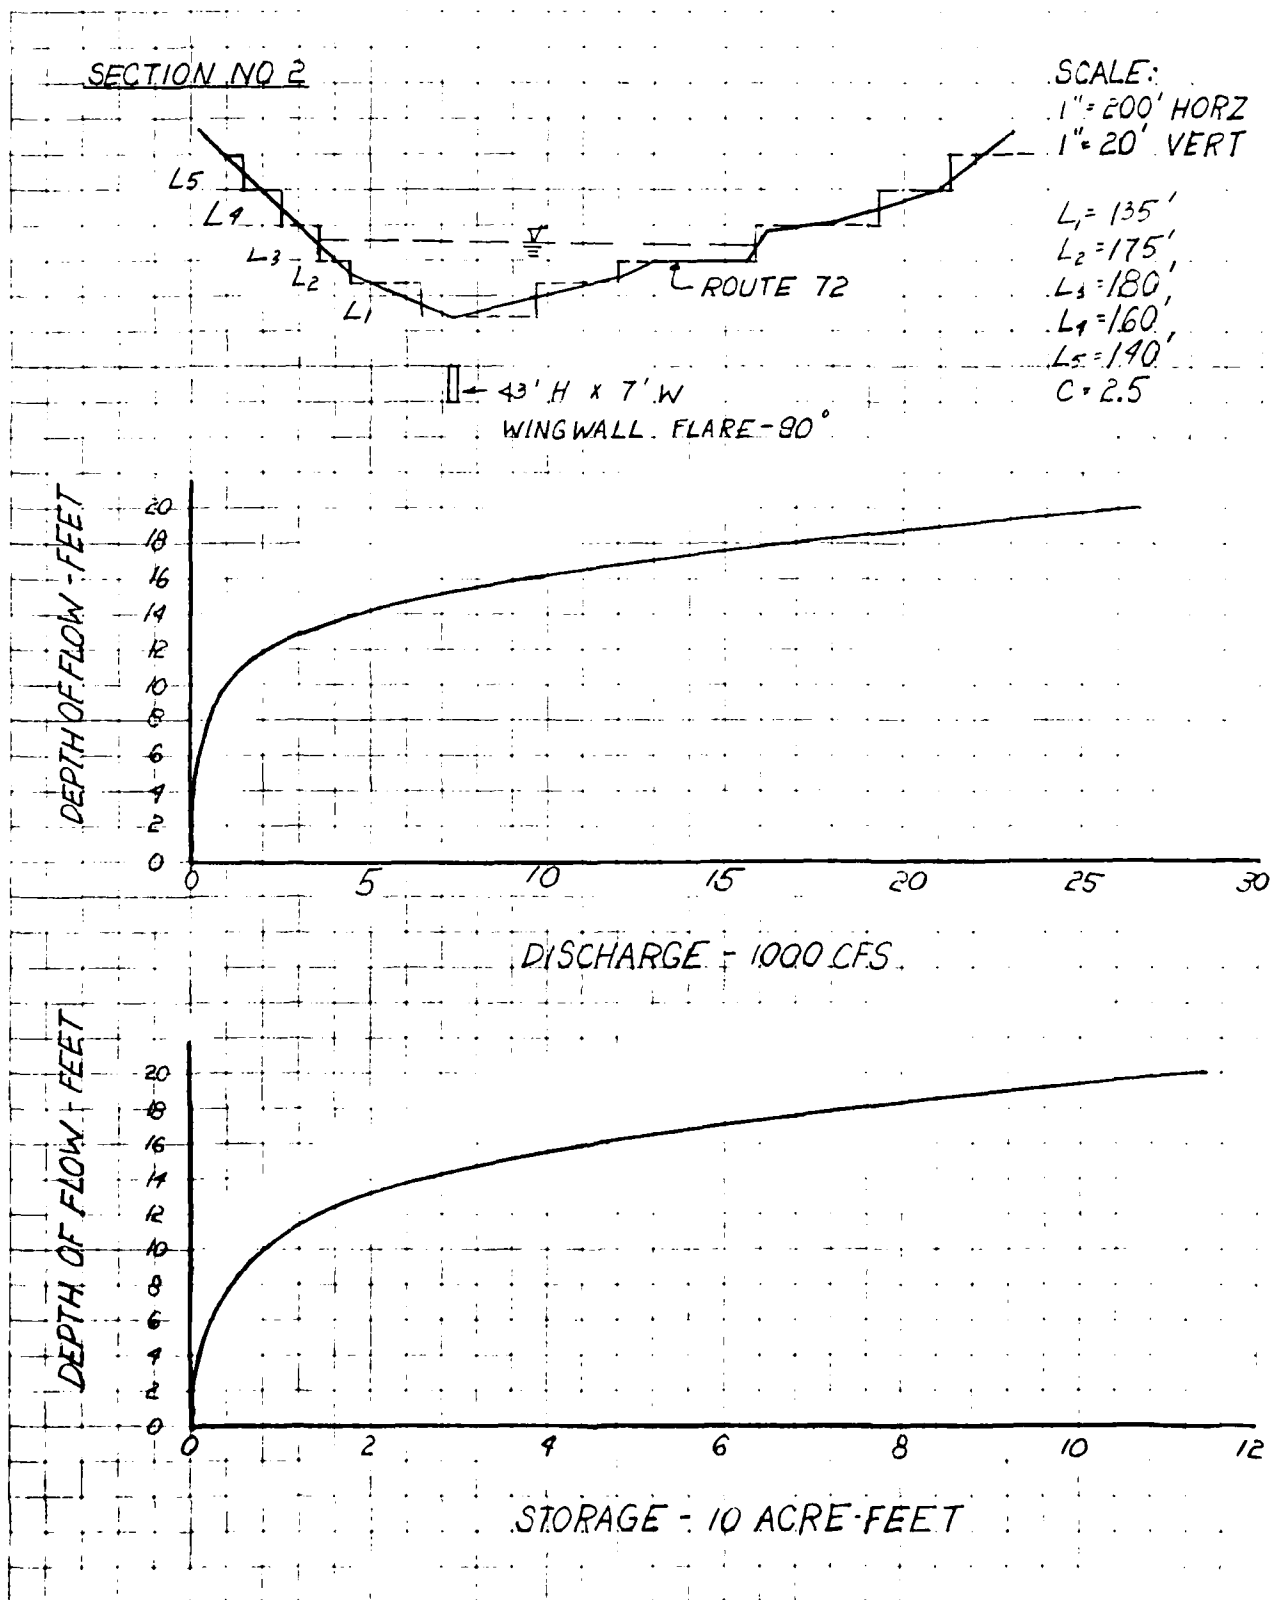 SECTION NO 2
SCALE:
1" = 200' HORZ
1" = 20' VERT
L5
L4
L3
L2
L1
ROUTE 72
L1 = 135'
L2 = 175'
L3 = 180'
L4 = 160'
L5 = 140'
C = 2.5
43' H x 7' W
WINGWALL FLARE - 90°
DEPTH OF FLOW - FEET
20
18
16
14
12
10
8
6
4
2
0
0 5 10 15 20 25 30
DISCHARGE - 1000 CFS
DEPTH OF FLOW - FEET
20
18
16
14
12
10
8
6
4
2
0
0 2 4 6 8 10 12
STORAGE - 10 ACRE-FEET